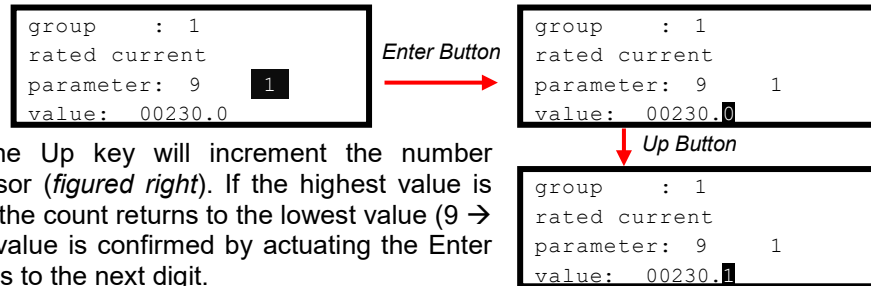 group : 1
rated current
parameter: 9 1
value: 00230.0
Enter Button
group : 1
rated current
parameter: 9 1
value: 00230.0
Up Button
Up key will increment the number
(figured right). If the highest value is
the count returns to the lowest value (9 →
value is confirmed by actuating the Enter
to the next digit.
group : 1
rated current
parameter: 9 1
value: 00230.1